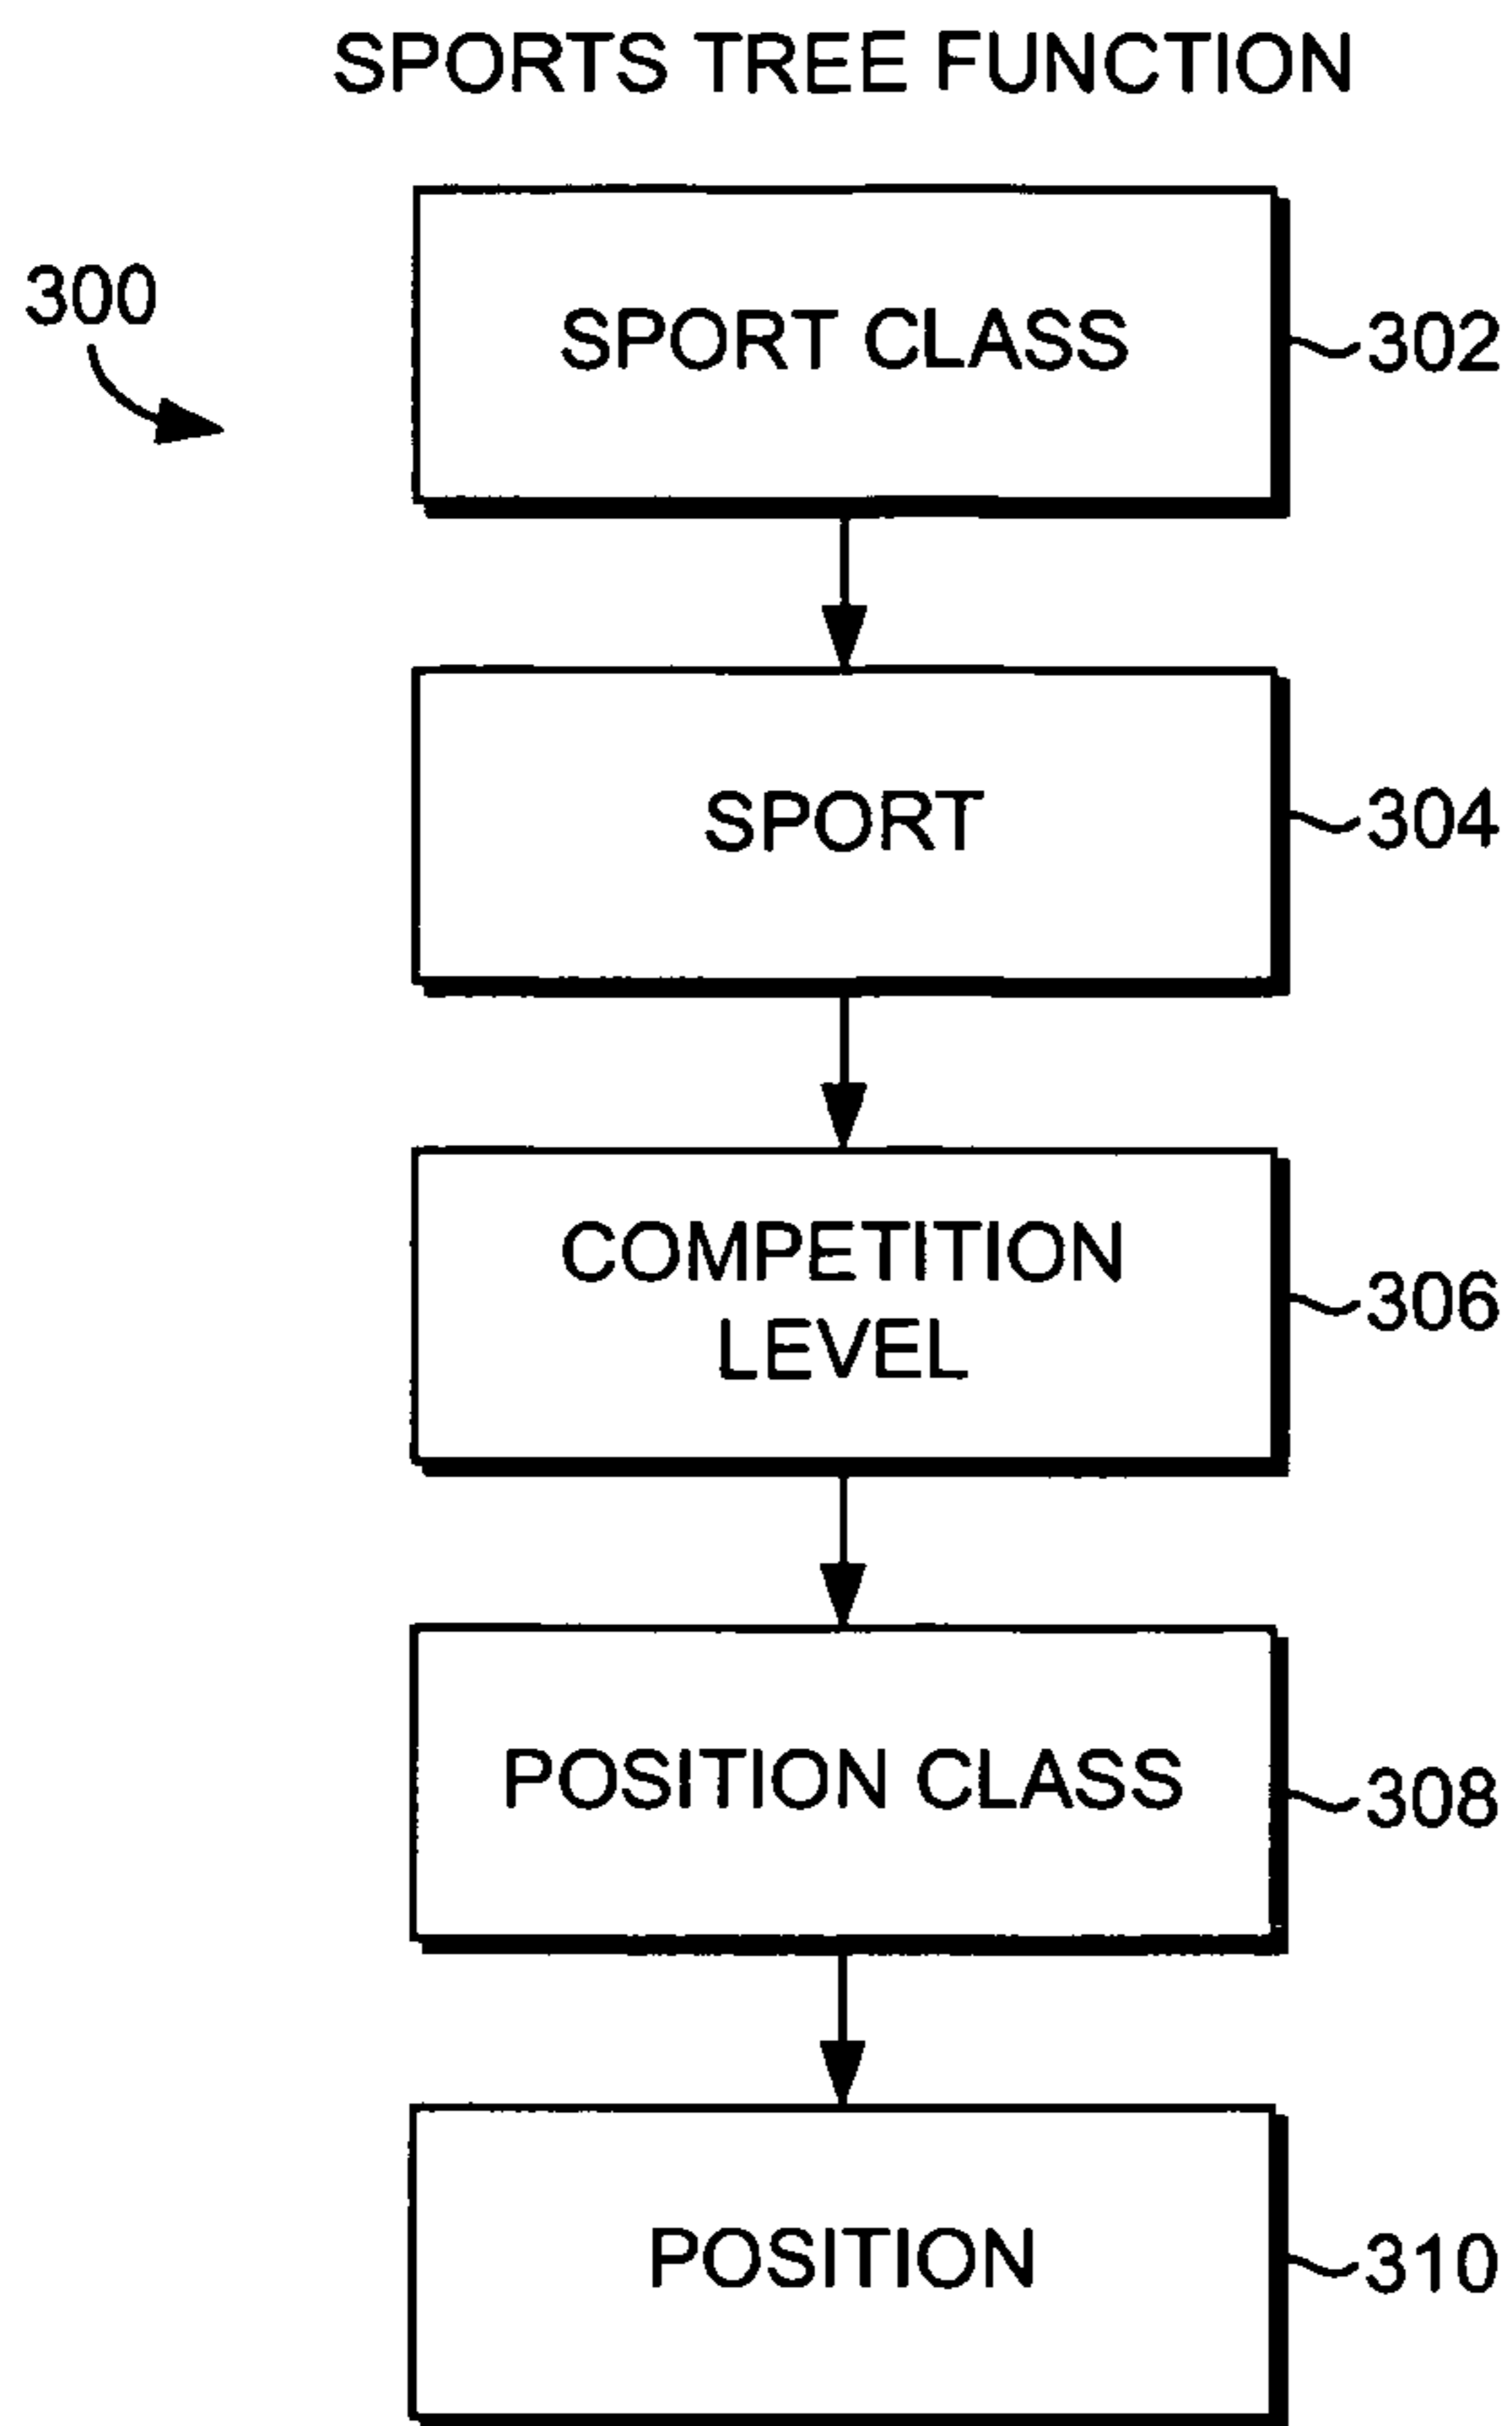 SPORTS TREE FUNCTION
300
SPORT CLASS
302
SPORT
304
COMPETITION
LEVEL
306
POSITION CLASS
308
POSITION
310